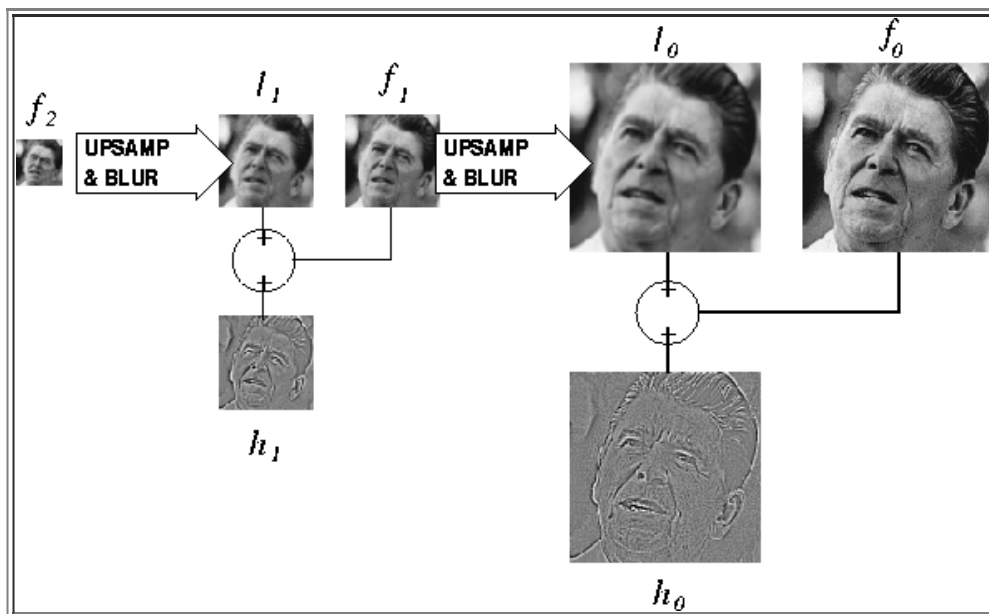 f2
l1
f1
l0
f0
UPSAMP
& BLUR
UPSAMP
& BLUR
+
+
+
+
h1
h0